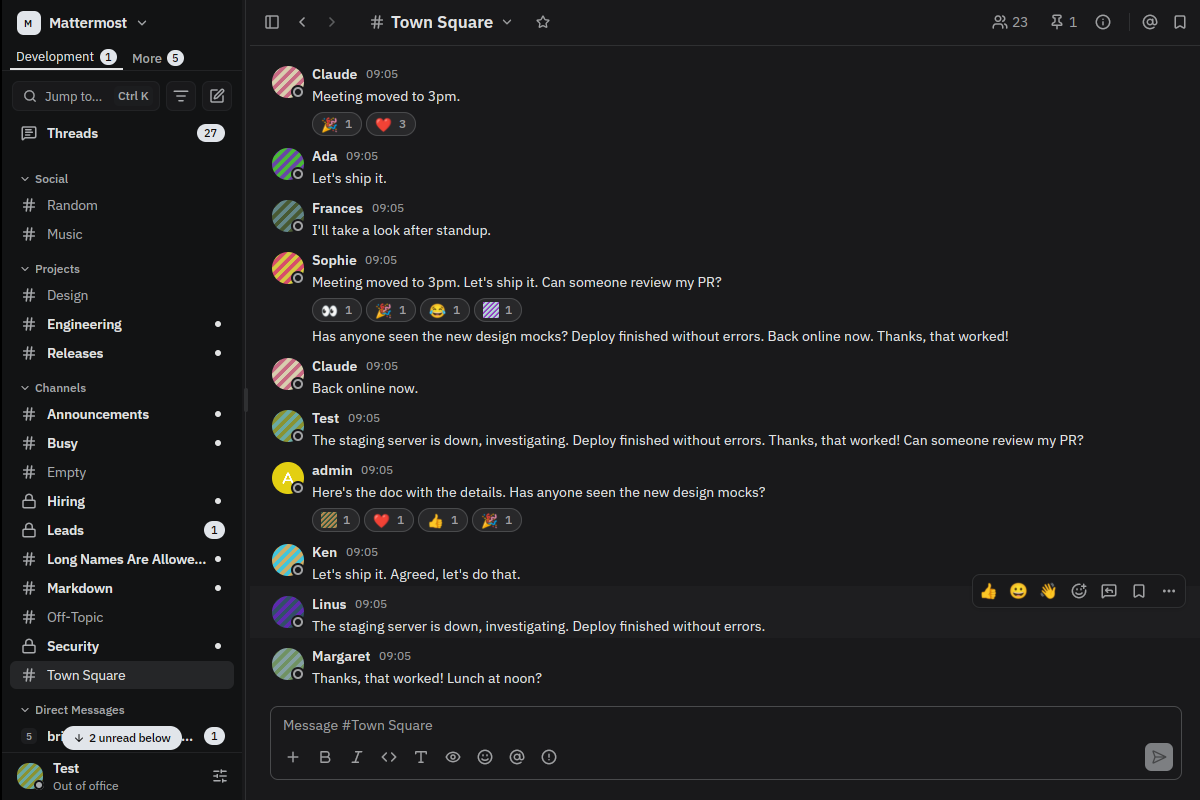 M Mattermost
Development 1 More 5
Jump to... Ctrl K
Threads 27
Social
Random
Music
Projects
Design
Engineering
Releases
Channels
Announcements
Busy
Empty
Hiring
Leads 1
Long Names Are Allowe...
Markdown
Off-Topic
Security
Town Square
Direct Messages
5 ... 1
2 unread below
Test
Out of office
Town Square 23 1
Claude 09:05
Meeting moved to 3pm.
1 3
Ada 09:05
Let's ship it.
Frances 09:05
I'll take a look after standup.
Sophie 09:05
Meeting moved to 3pm. Let's ship it. Can someone review my PR?
1 1 1 1
Has anyone seen the new design mocks? Deploy finished without errors. Back online now. Thanks, that worked!
Claude 09:05
Back online now.
Test 09:05
The staging server is down, investigating. Deploy finished without errors. Thanks, that worked! Can someone review my PR?
A admin 09:05
Here's the doc with the details. Has anyone seen the new design mocks?
1 1 1 1
Ken 09:05
Let's ship it. Agreed, let's do that.
Linus 09:05
The staging server is down, investigating. Deploy finished without errors.
Margaret 09:05
Thanks, that worked! Lunch at noon?
Message #Town Square